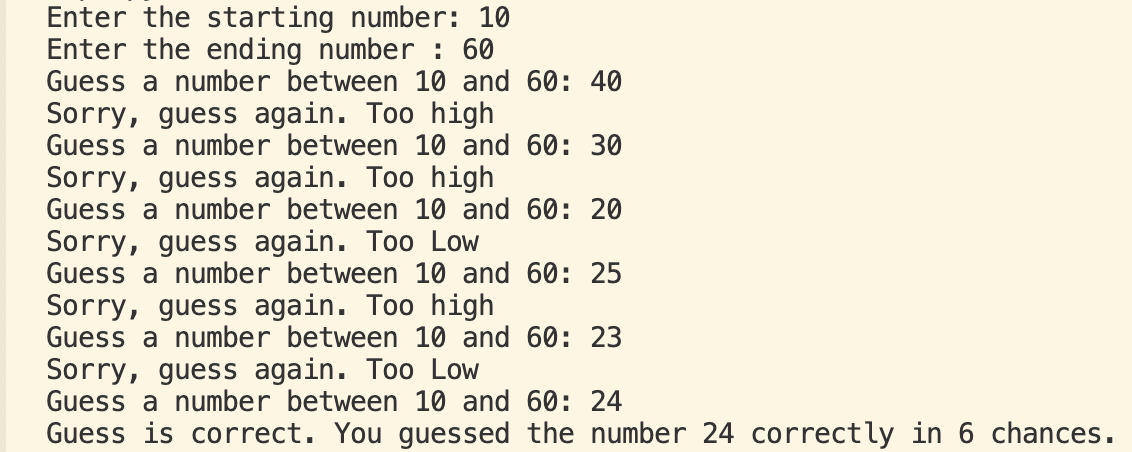 Enter the starting number: 10
Enter the ending number : 60
Guess a number between 10 and 60: 40
Sorry, guess again. Too high
Guess a number between 10 and 60: 30
Sorry, guess again. Too high
Guess a number between 10 and 60: 20
Sorry, guess again. Too Low
Guess a number between 10 and 60: 25
Sorry, guess again. Too high
Guess a number between 10 and 60: 23
Sorry, guess again. Too Low
Guess a number between 10 and 60: 24
Guess is correct. You guessed the number 24 correctly in 6 chances.